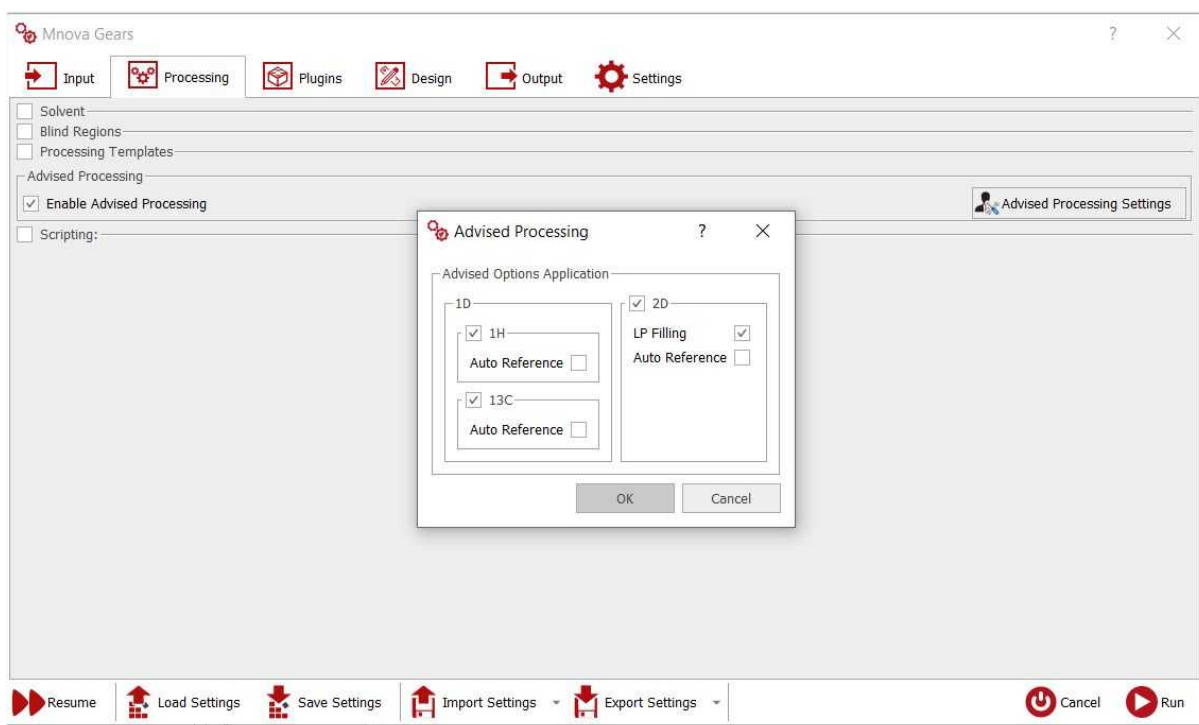 Mnova Gears
?
Input Processing Plugins Design Output Settings
Solvent
Blind Regions
Processing Templates
Advised Processing
Enable Advised Processing
Advised Processing Settings
Scripting:
Advised Processing ?
Advised Options Application
1D
1H
Auto Reference
13C
Auto Reference
2D
LP Filling
Auto Reference
OK Cancel
Resume Load Settings Save Settings Import Settings Export Settings Cancel Run